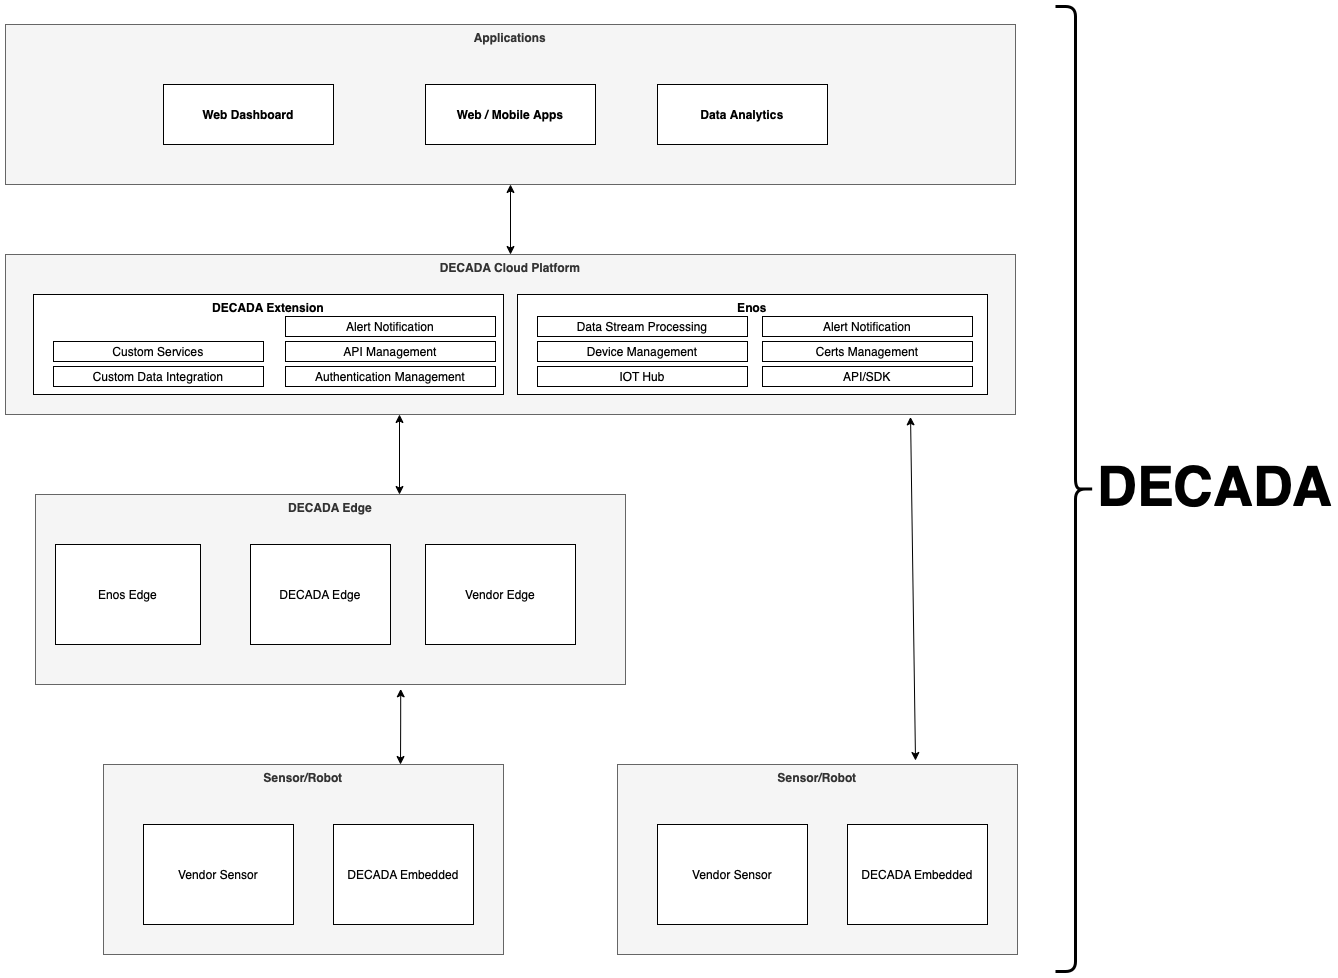 Applications
Web Dashboard
Web / Mobile Apps
Data Analytics
DECADA Cloud Platform
DECADA Extension
Alert Notification
Custom Services
API Management
Custom Data Integration
Authentication Management
Enos
Data Stream Processing
Alert Notification
Device Management
Certs Management
IOT Hub
API/SDK
DECADA Edge
Enos Edge
DECADA Edge
Vendor Edge
Sensor/Robot
Vendor Sensor
DECADA Embedded
Sensor/Robot
Vendor Sensor
DECADA Embedded
DECADA